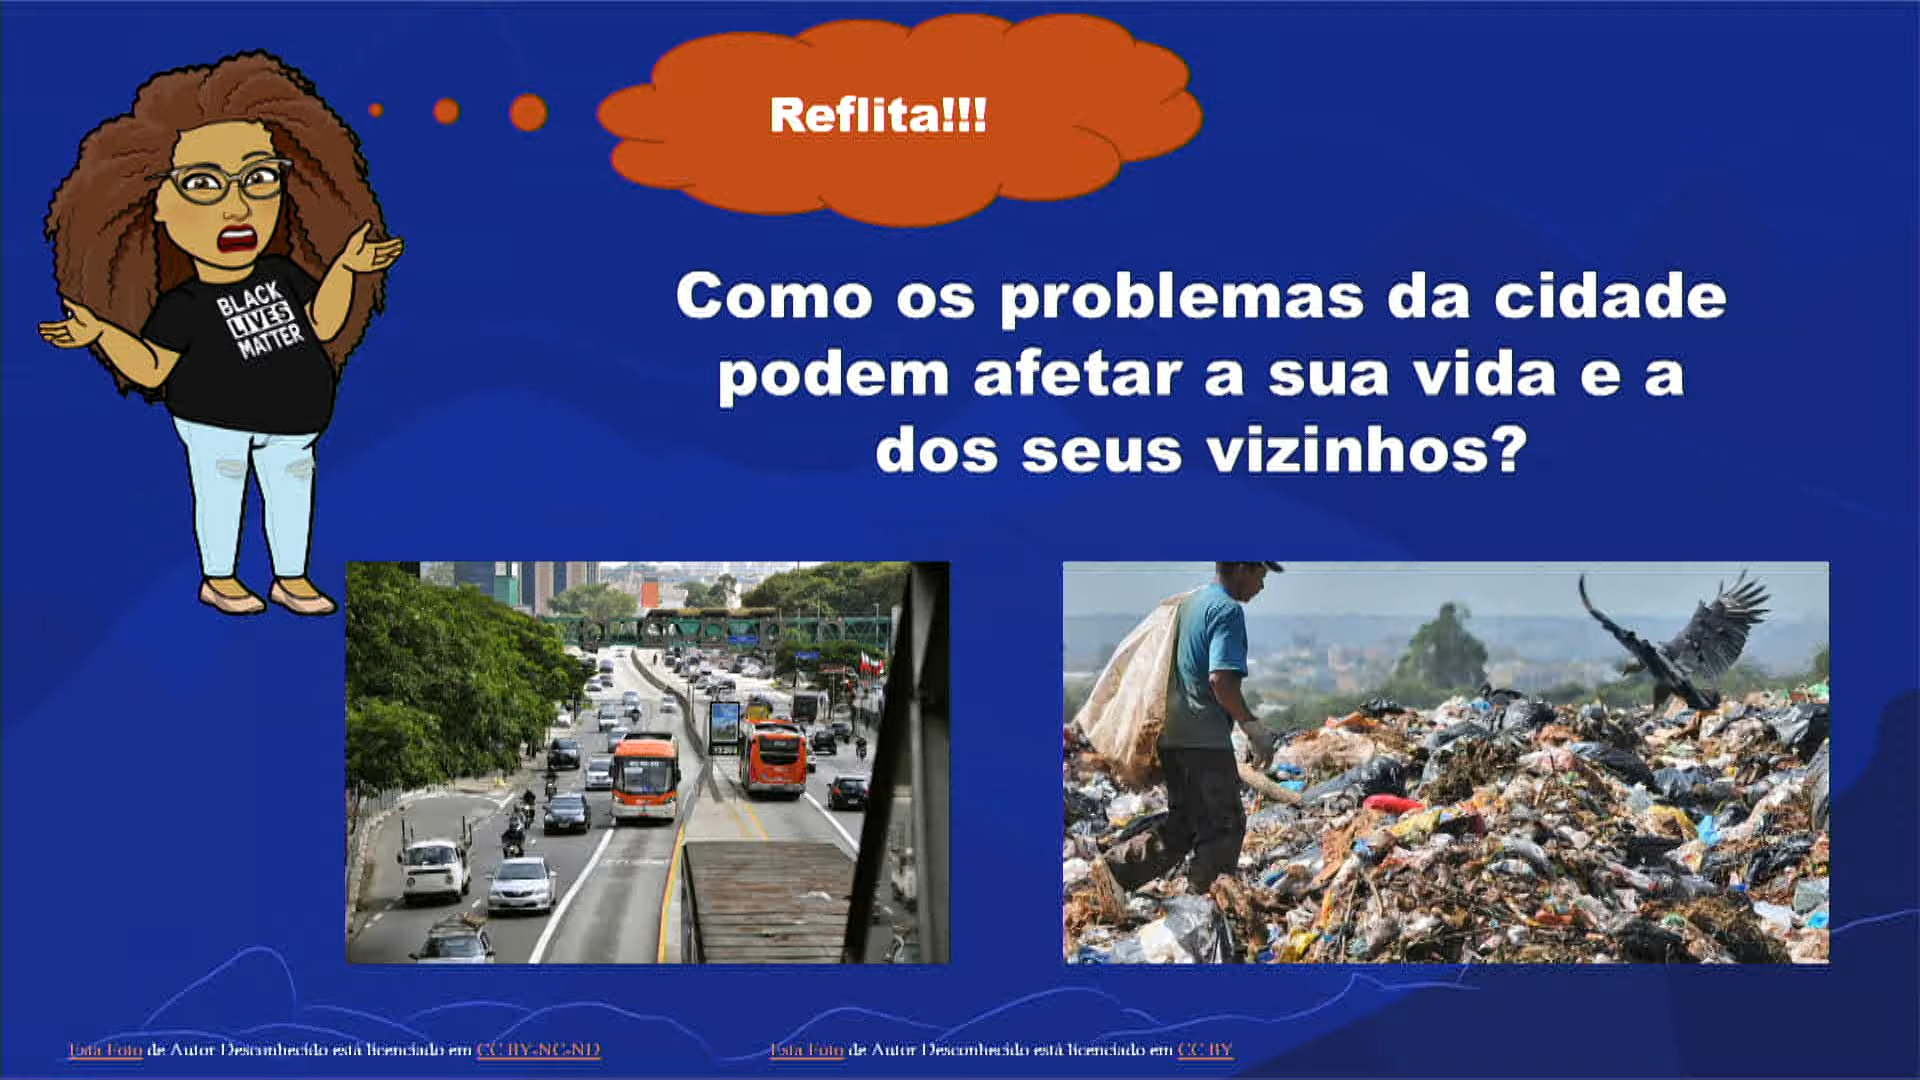 Reflita!!!
BLACK
LIVES
MATTER
Como os problemas da cidade
podem afetar a sua vida e a
dos seus vizinhos?
Esta Foto de Autor Desconhecido está licenciado em CC BY-NC-ND
Esta Foto de Autor Desconhecido está licenciado em CC BY